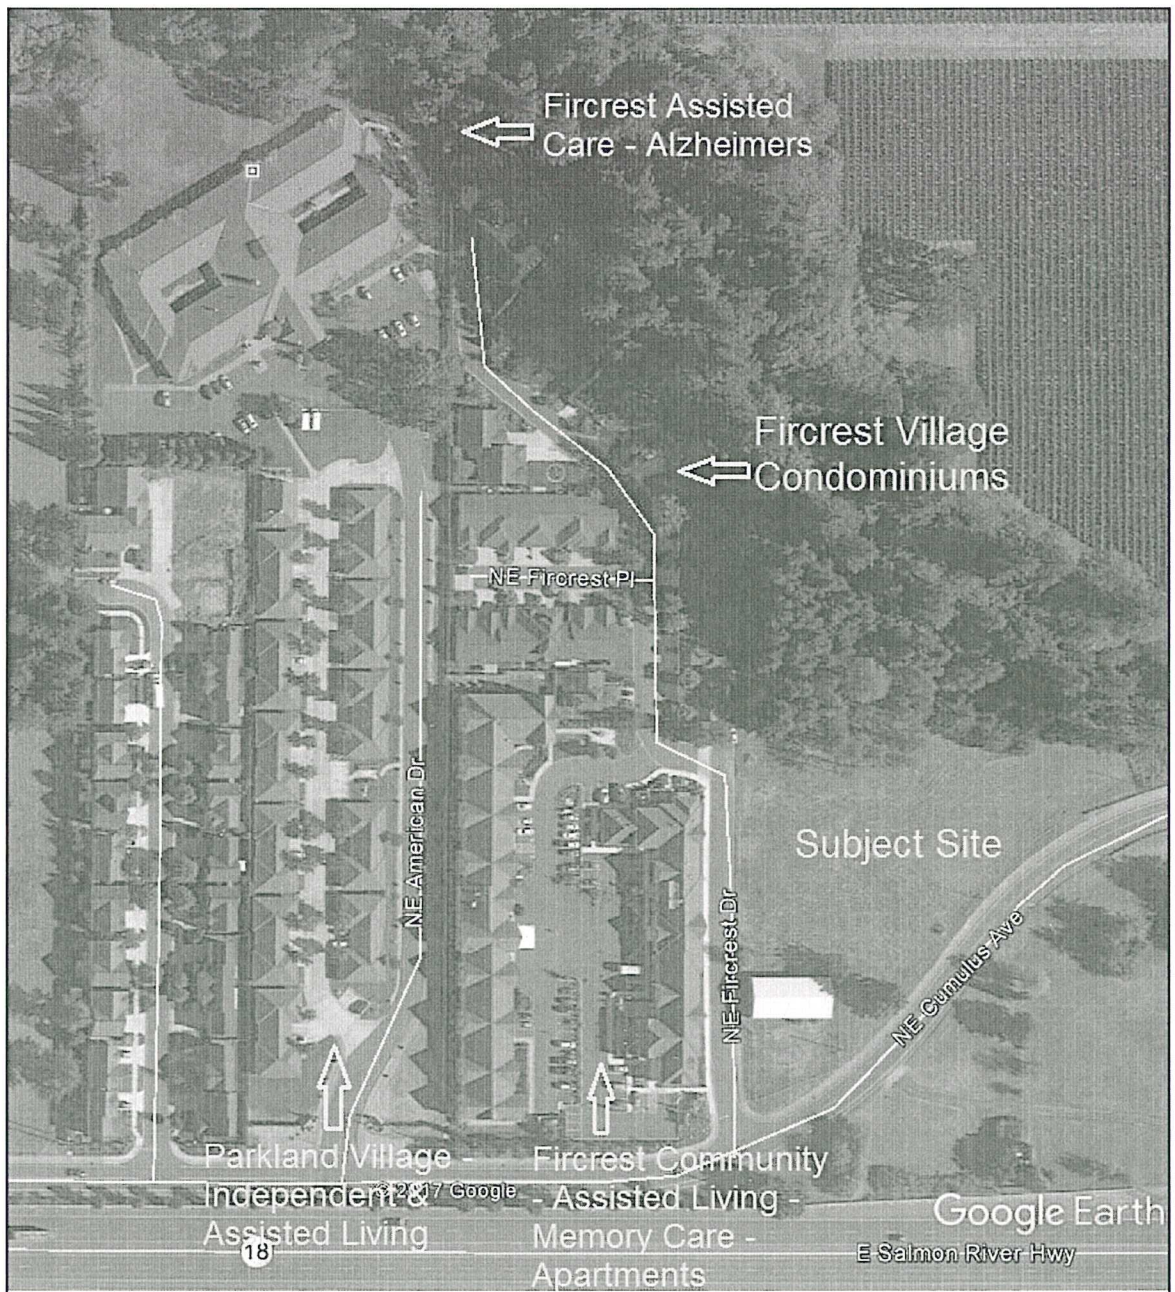 Fircrest Assisted
Care - Alzheimers
Fircrest Village
Condominiums
NE Fircrest Pl
NE American Dr
Subject Site
NE Fircrest Dr
NE Cumulus Ave
Parkland Village -
Independent &
Assisted Living
Fircrest Community
- Assisted Living -
Memory Care -
Apartments
© 2017 Google
Google Earth
18
E Salmon River Hwy